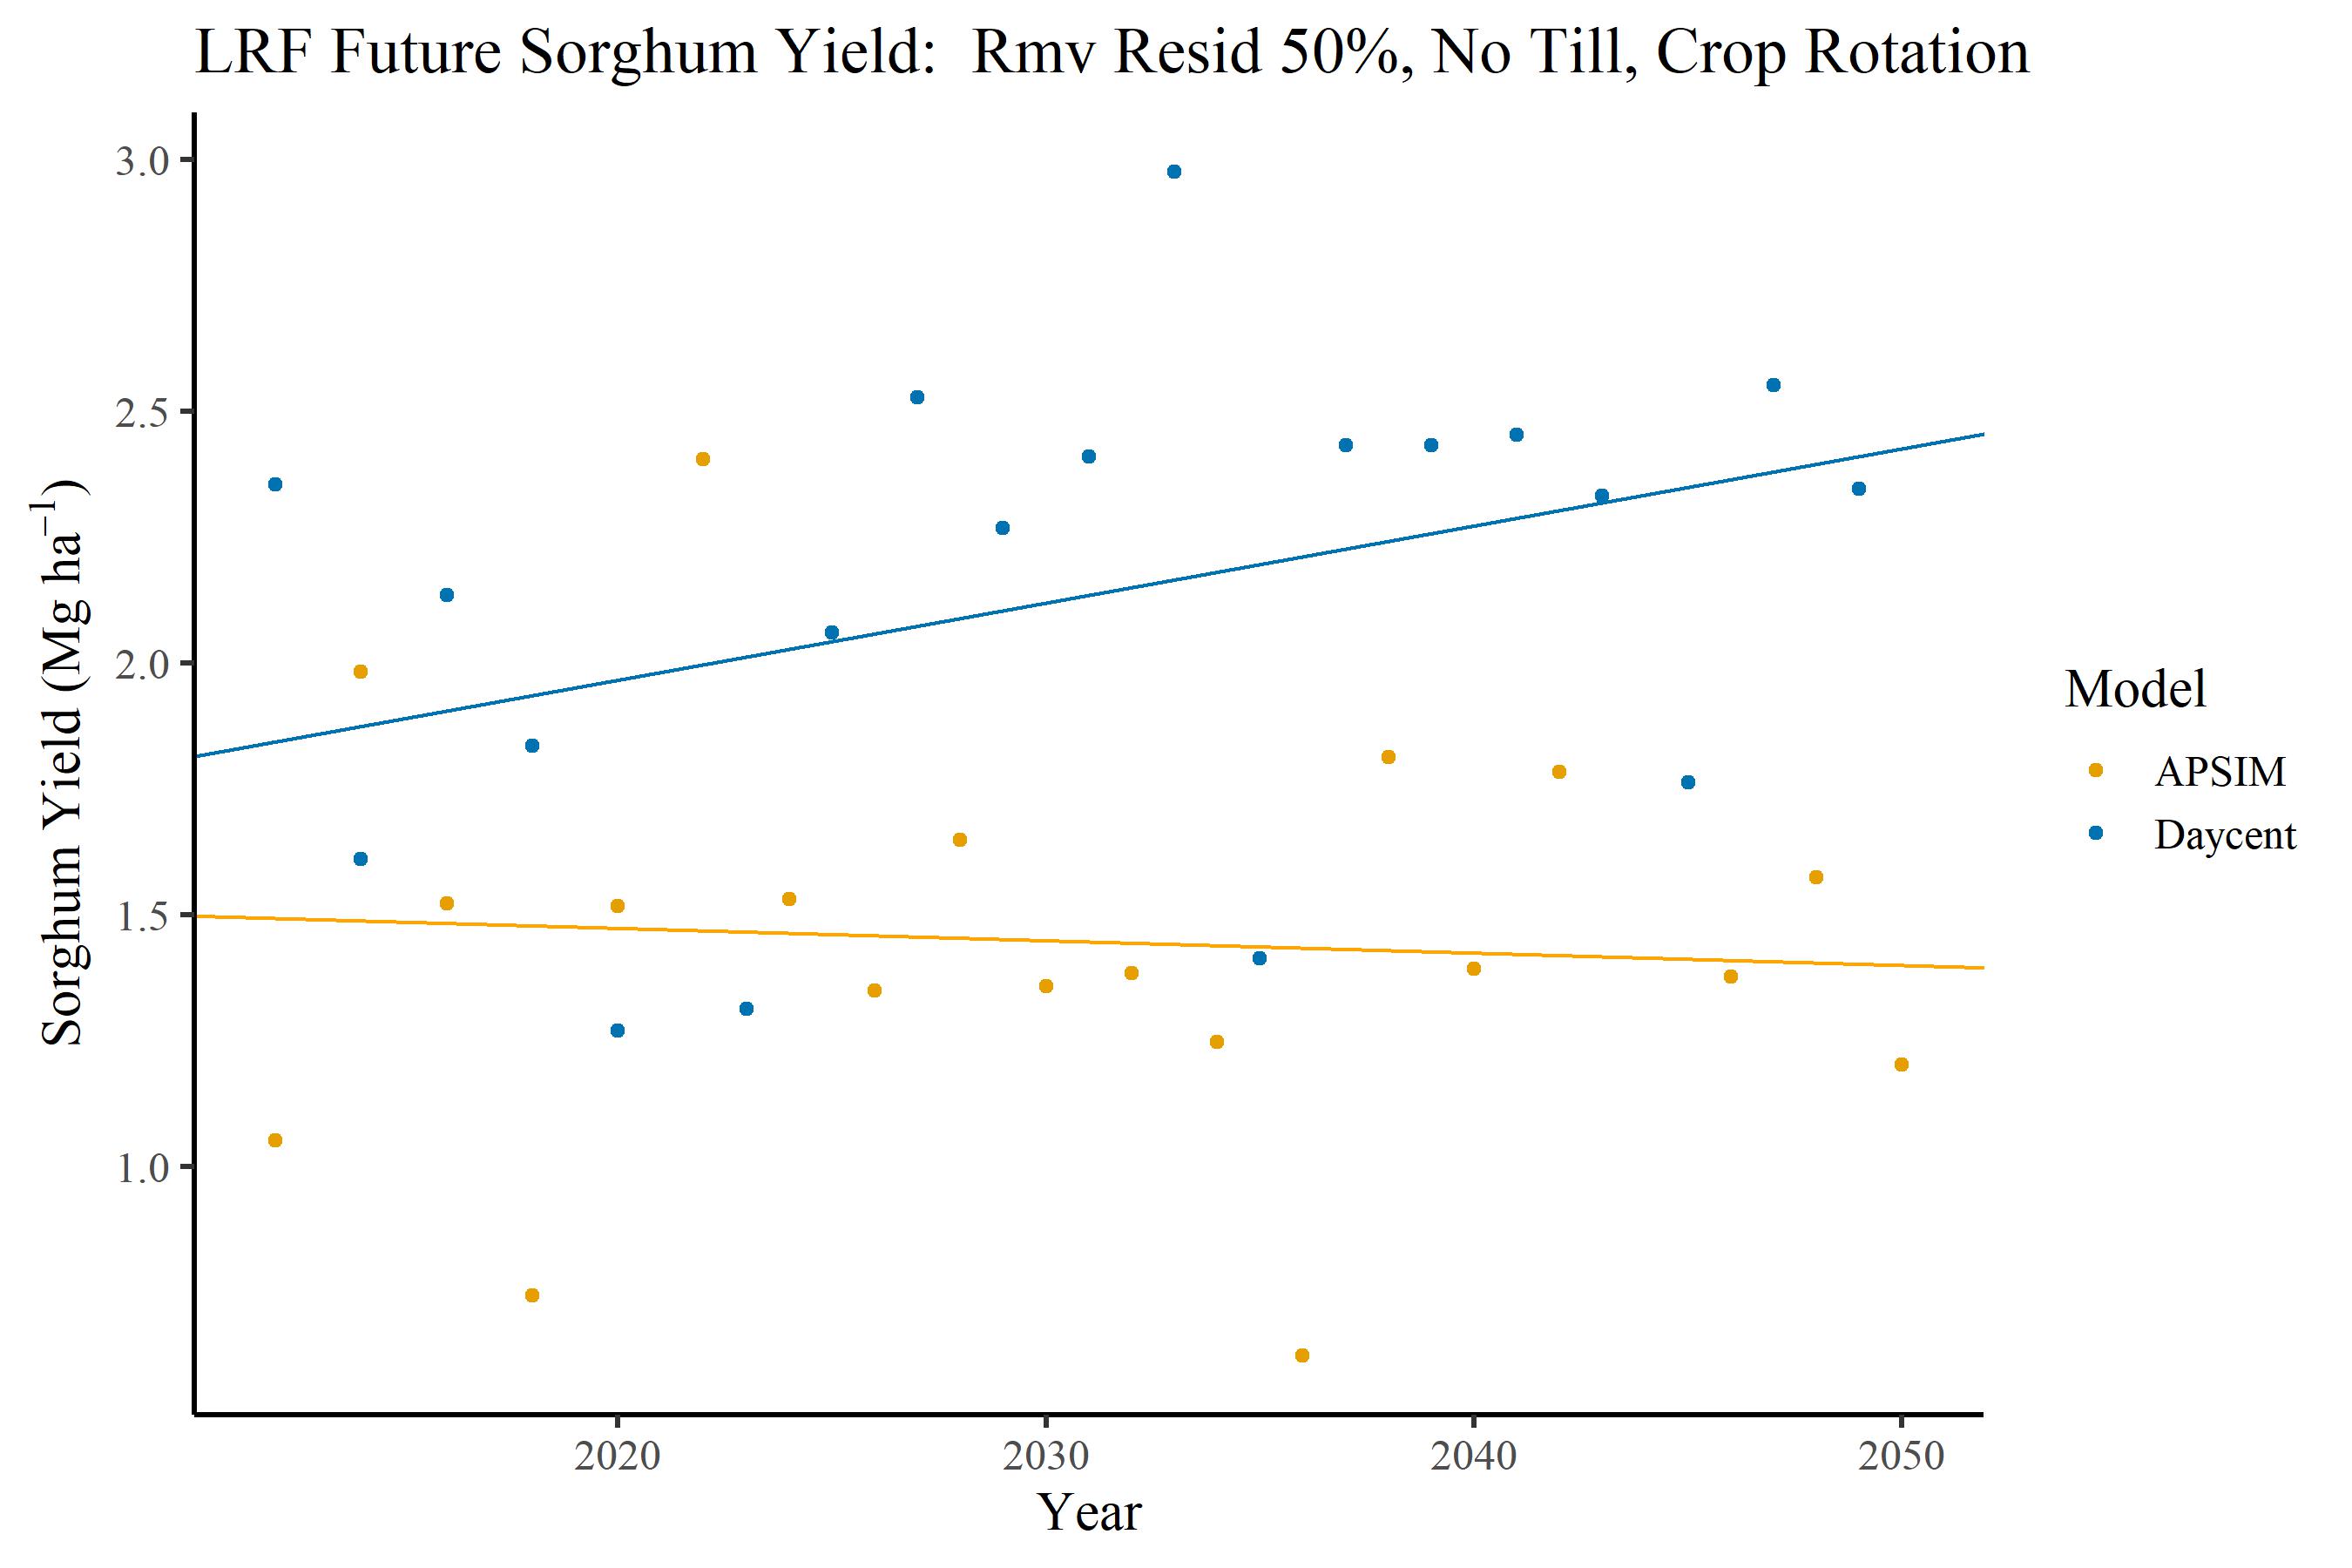 LRF Future Sorghum Yield:  Rmv Resid 50%, No Till, Crop Rotation
Sorghum Yield (Mg ha⁻¹)
3.0
2.5
2.0
1.5
1.0
2020
2030
2040
2050
Year
Model
APSIM
Daycent